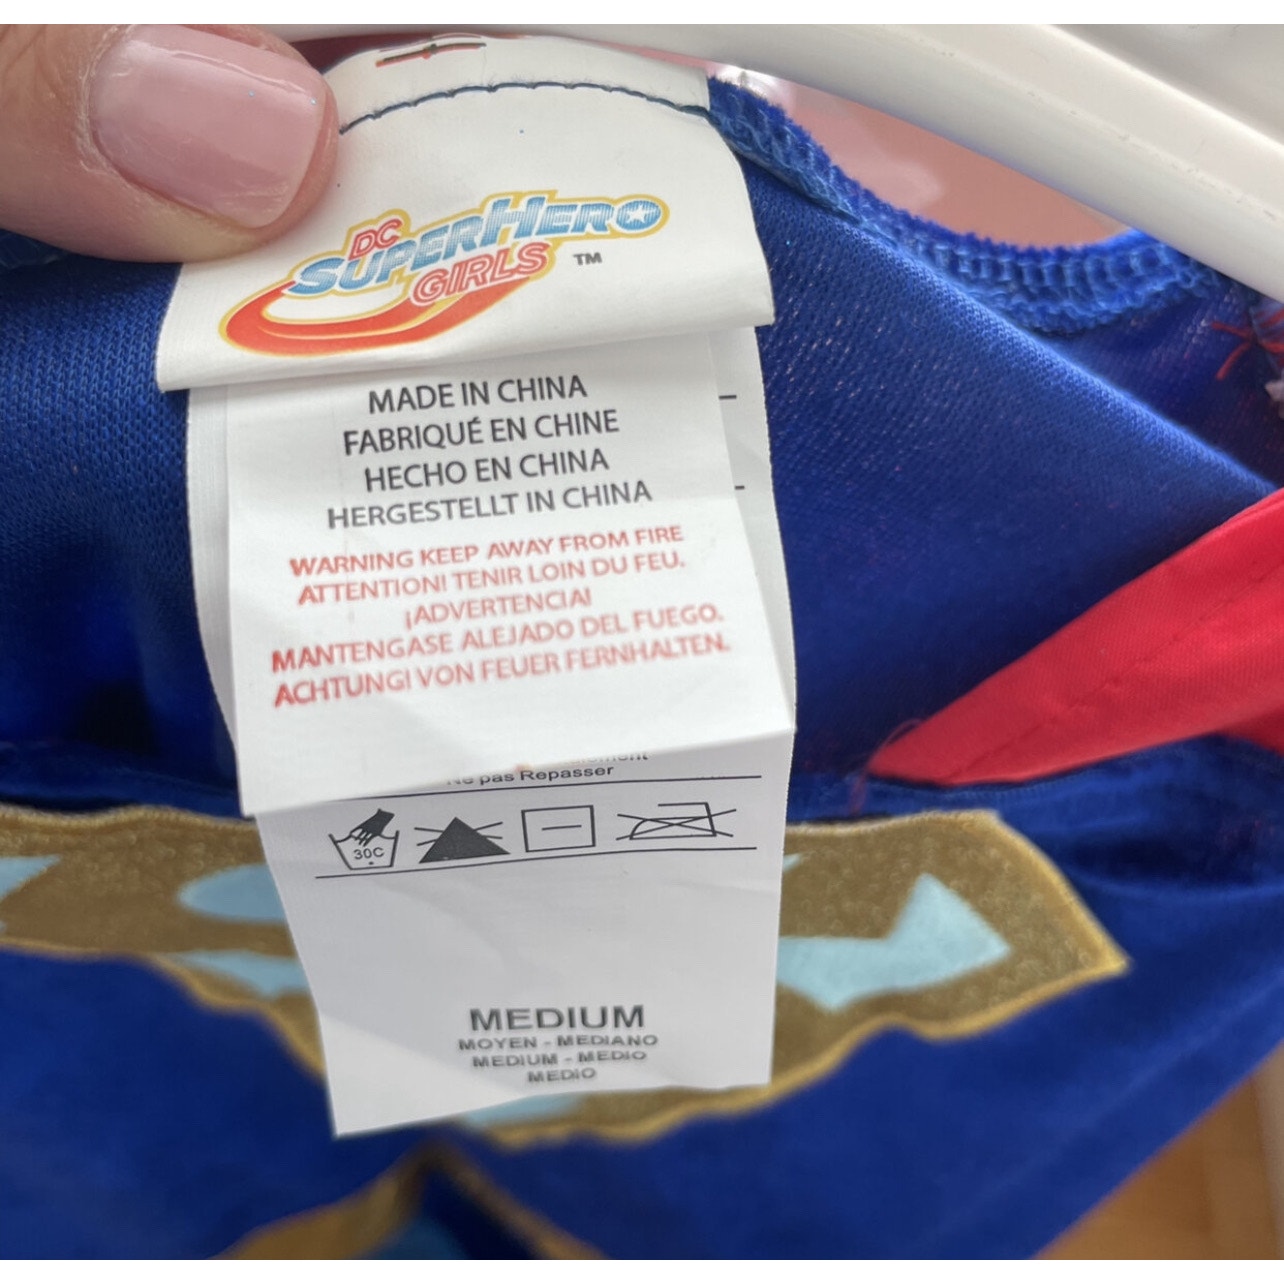 DC
SUPERHERO
GIRLS TM
MADE IN CHINA
FABRIQUÉ EN CHINE
HECHO EN CHINA
HERGESTELLT IN CHINA
WARNING KEEP AWAY FROM FIRE
ATTENTION! TENIR LOIN DU FEU.
¡ADVERTENCIA!
MANTENGASE ALEJADO DEL FUEGO.
ACHTUNG! VON FEUER FERNHALTEN.
Ne pas Repasser
30C
MEDIUM
MOYEN - MEDIANO
MEDIUM - MEDIO
MEDIO